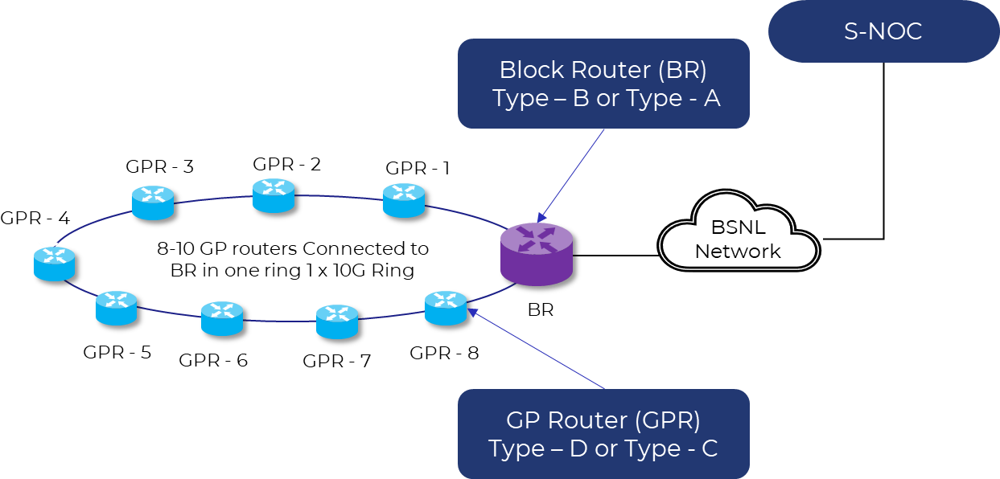 S-NOC
Block Router (BR)
Type – B or Type - A
GPR - 3
GPR - 2
GPR - 1
GPR - 4
BSNL
Network
8-10 GP routers Connected to
BR in one ring 1 x 10G Ring
BR
GPR - 5
GPR - 6
GPR - 7
GPR - 8
GP Router (GPR)
Type – D or Type - C